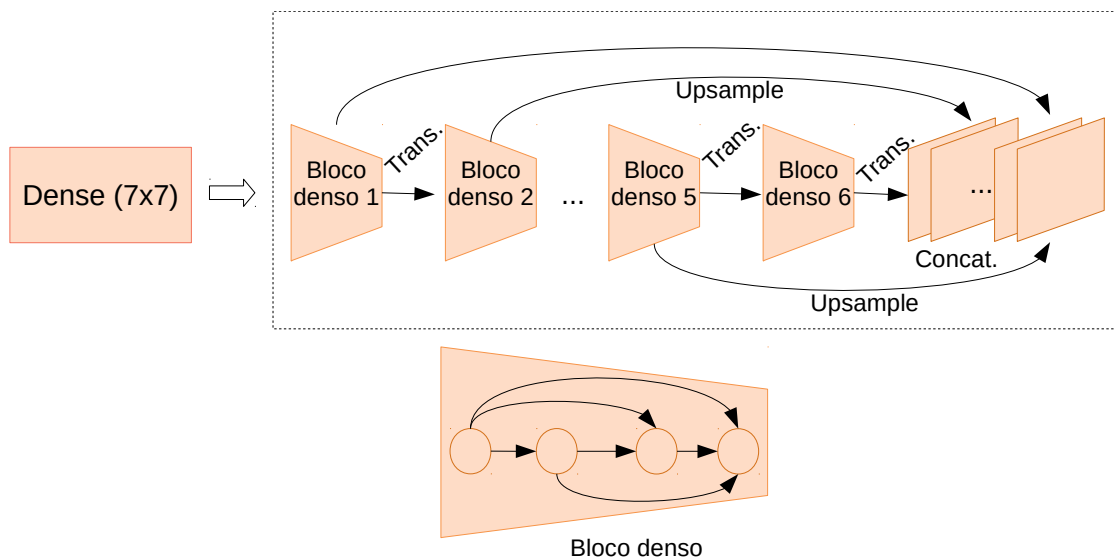 Dense (7x7)
Upsample
Bloco
denso 1
Trans.
Bloco
denso 2
...
Bloco
denso 5
Trans.
Bloco
denso 6
Trans.
...
Concat.
Upsample
Bloco denso